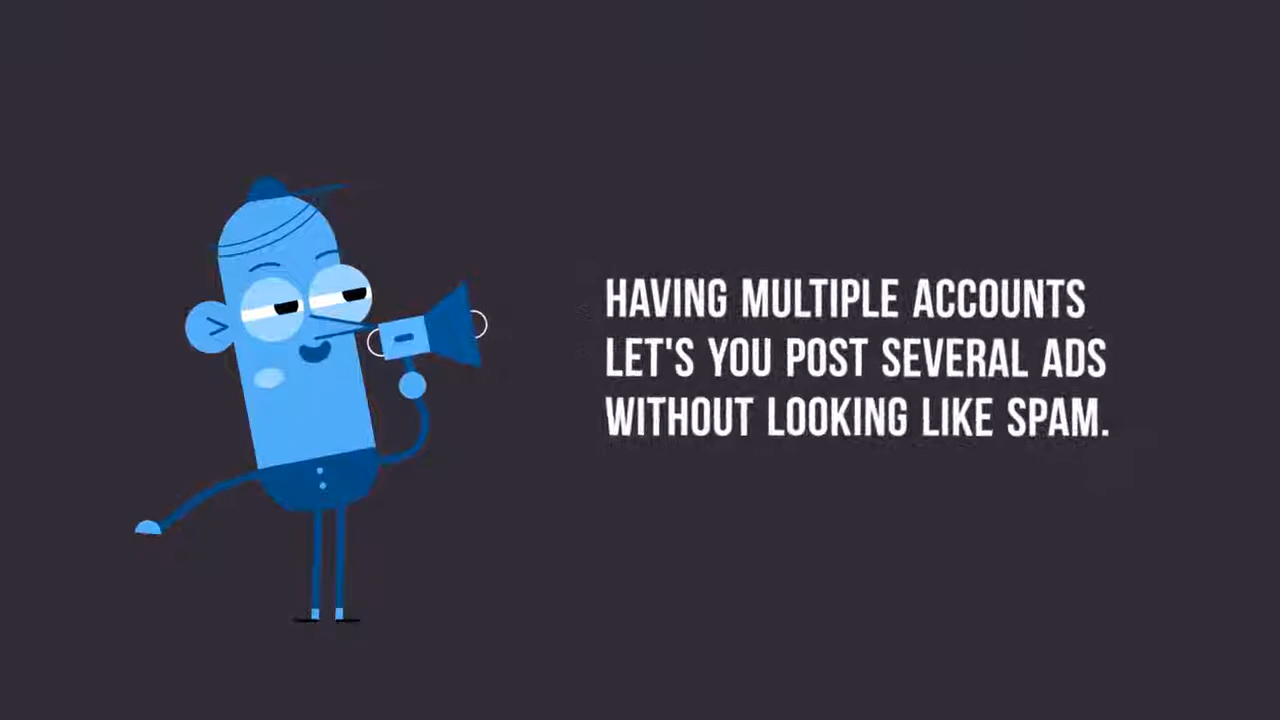 HAVING MULTIPLE ACCOUNTS
LET'S YOU POST SEVERAL ADS
WITHOUT LOOKING LIKE SPAM.